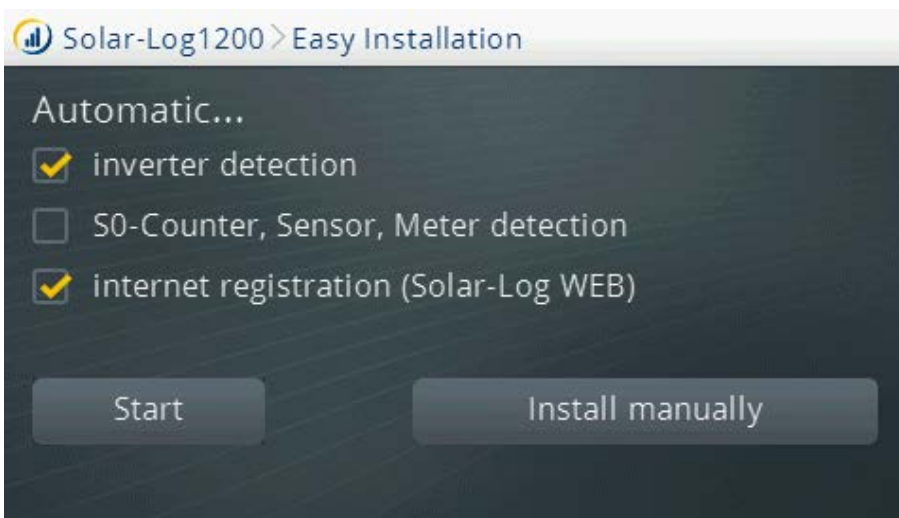 Solar-Log1200 > Easy Installation
Automatic...
inverter detection
S0-Counter, Sensor, Meter detection
internet registration (Solar-Log WEB)
Start
Install manually